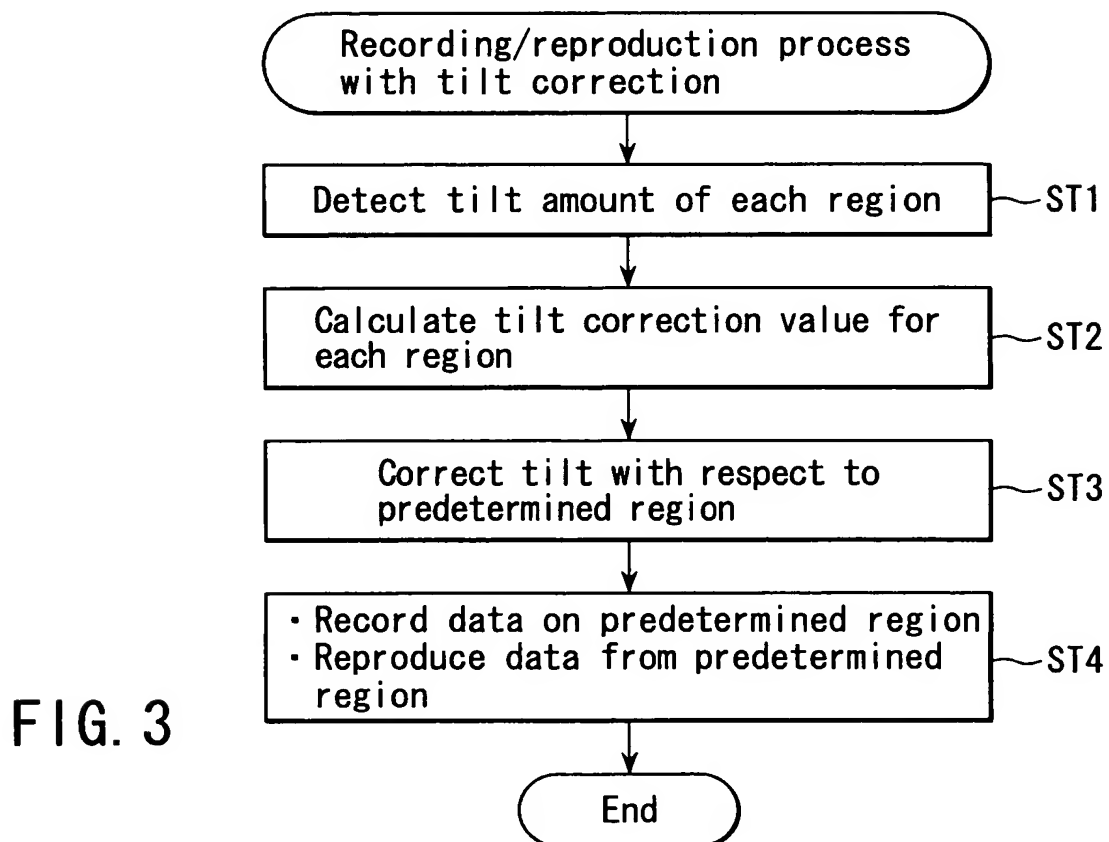 Recording/reproduction process
with tilt correction
Detect tilt amount of each region
ST1
Calculate tilt correction value for
each region
ST2
Correct tilt with respect to
predetermined region
ST3
・Record data on predetermined region
・Reproduce data from predetermined
region
ST4
FIG. 3
End